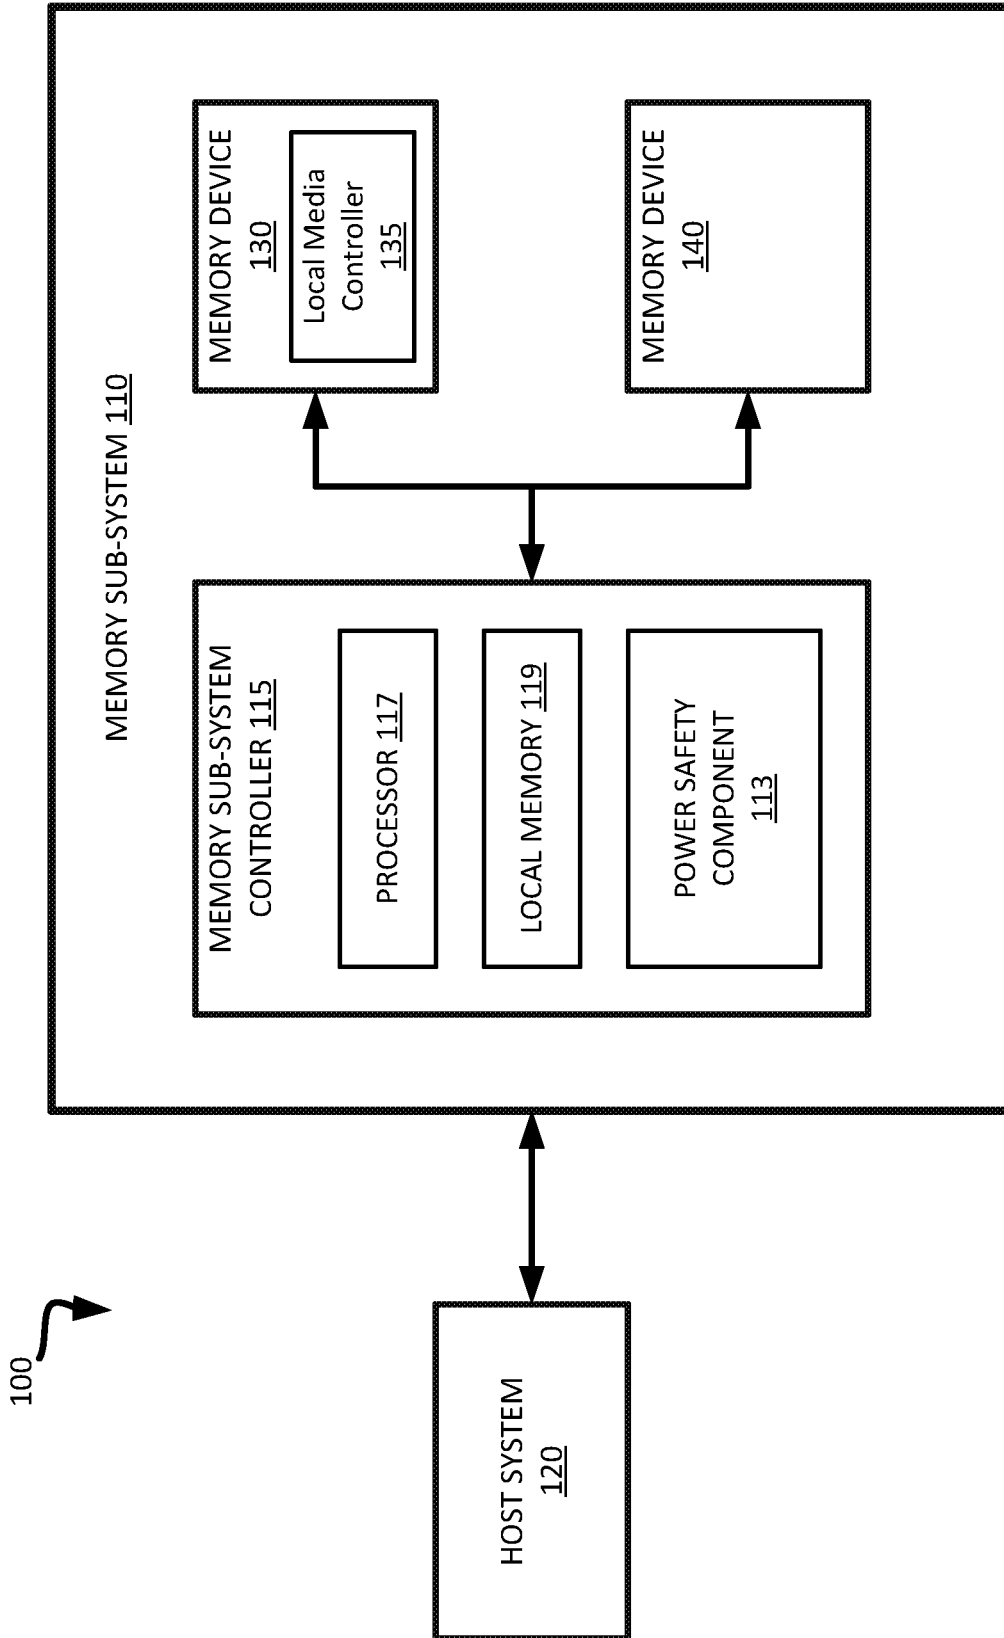 100
HOST SYSTEM
120
MEMORY SUB-SYSTEM 110
MEMORY SUB-SYSTEM
CONTROLLER 115
PROCESSOR 117
LOCAL MEMORY 119
POWER SAFETY
COMPONENT
113
MEMORY DEVICE
130
Local Media
Controller
135
MEMORY DEVICE
140